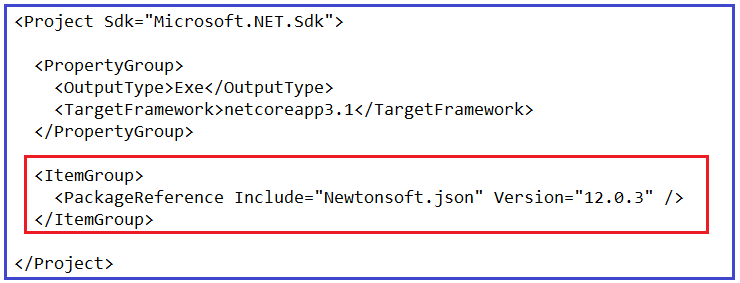 <Project Sdk="Microsoft.NET.Sdk">
<PropertyGroup>
<OutputType>Exe</OutputType>
<TargetFramework>netcoreapp3.1</TargetFramework>
</PropertyGroup>
<ItemGroup>
<PackageReference Include="Newtonsoft.json" Version="12.0.3" />
</ItemGroup>
</Project>